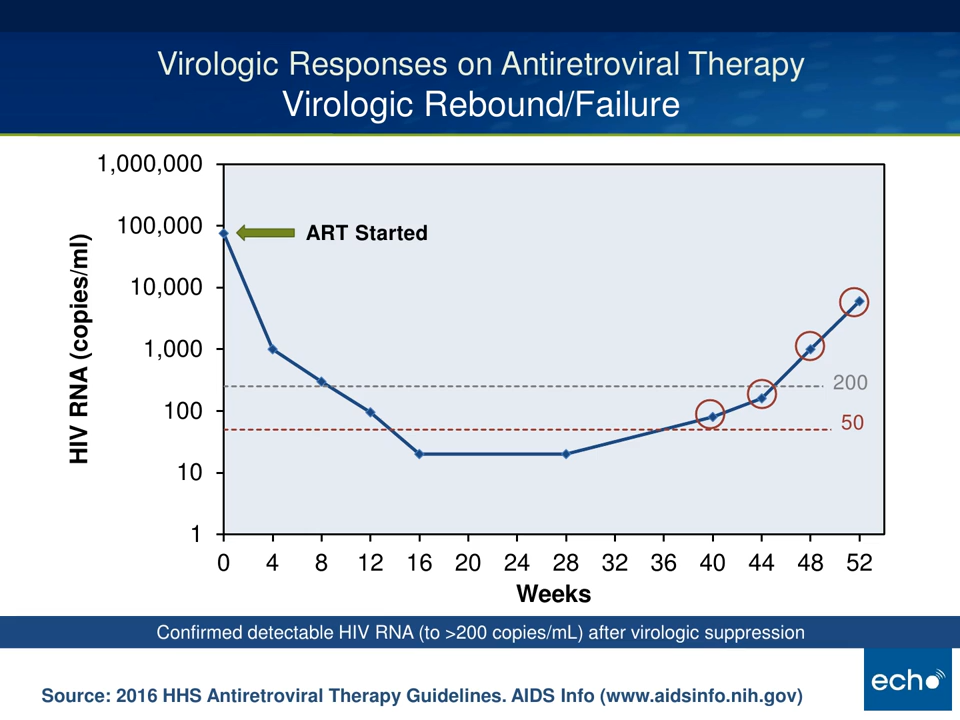 Virologic Responses on Antiretroviral Therapy
Virologic Rebound/Failure
1,000,000
100,000
10,000
1,000
100
10
1
HIV RNA (copies/ml)
ART Started
200
50
0 4 8 12 16 20 24 28 32 36 40 44 48 52
Weeks
Confirmed detectable HIV RNA (to >200 copies/mL) after virologic suppression
echo
Source: 2016 HHS Antiretroviral Therapy Guidelines. AIDS Info (www.aidsinfo.nih.gov)